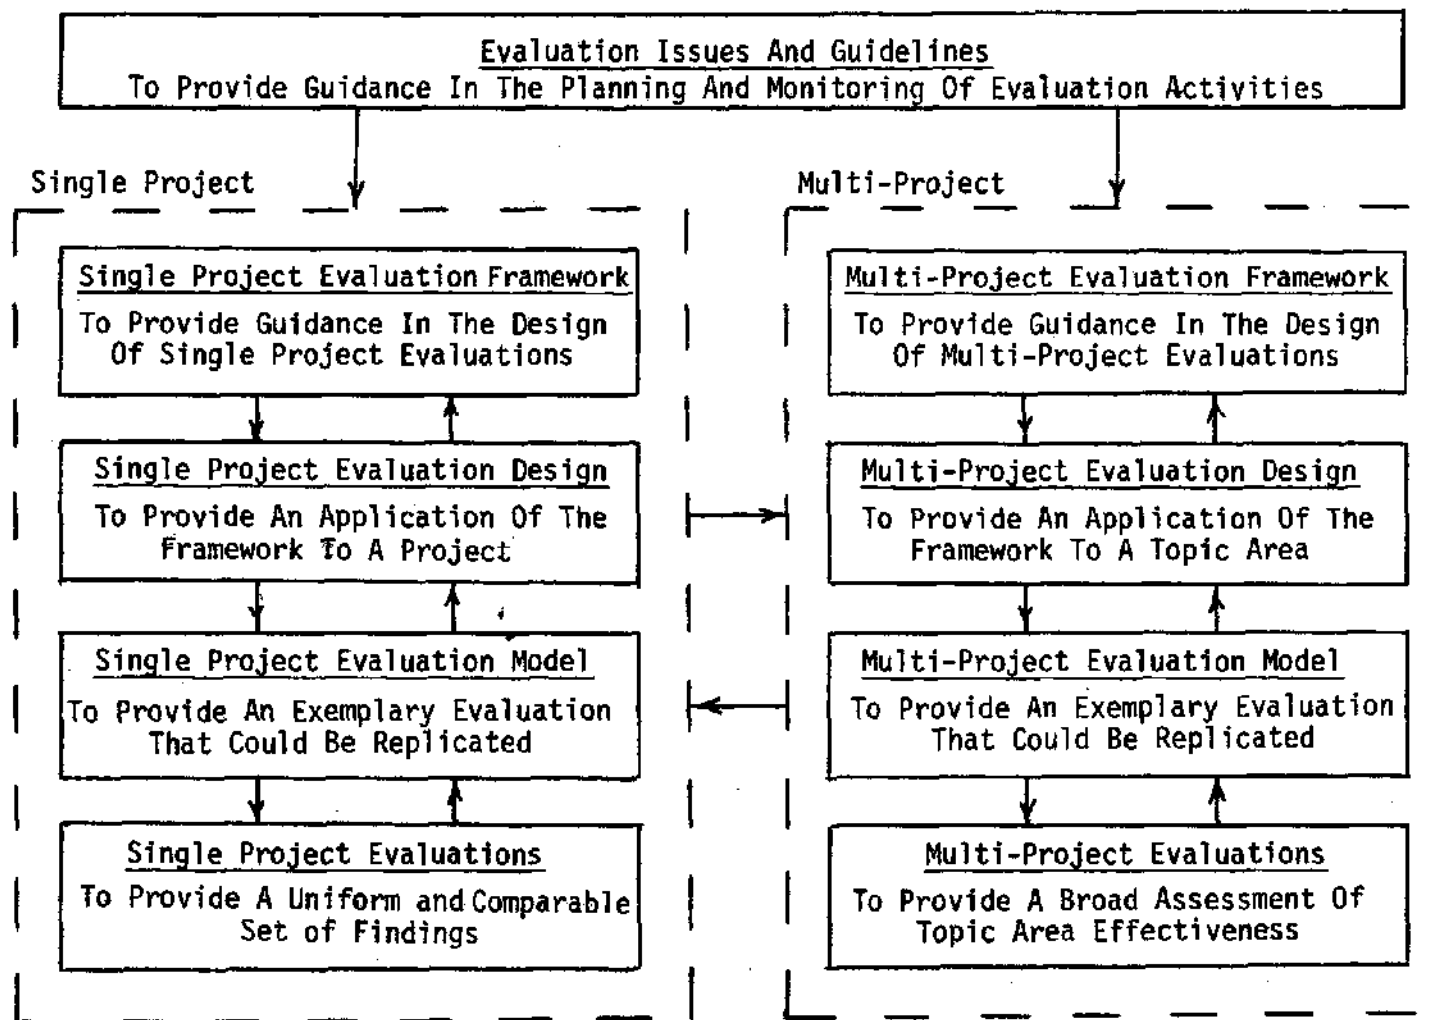 Evaluation Issues And Guidelines
To Provide Guidance In The Planning And Monitoring Of Evaluation Activities
Single Project
Single Project Evaluation Framework
To Provide Guidance In The Design
Of Single Project Evaluations
Single Project Evaluation Design
To Provide An Application Of The
Framework To A Project
Single Project Evaluation Model
To Provide An Exemplary Evaluation
That Could Be Replicated
Single Project Evaluations
To Provide A Uniform and Comparable
Set of Findings
Multi-Project
Multi-Project Evaluation Framework
To Provide Guidance In The Design
Of Multi-Project Evaluations
Multi-Project Evaluation Design
To Provide An Application Of The
Framework To A Topic Area
Multi-Project Evaluation Model
To Provide An Exemplary Evaluation
That Could Be Replicated
Multi-Project Evaluations
To Provide A Broad Assessment Of
Topic Area Effectiveness